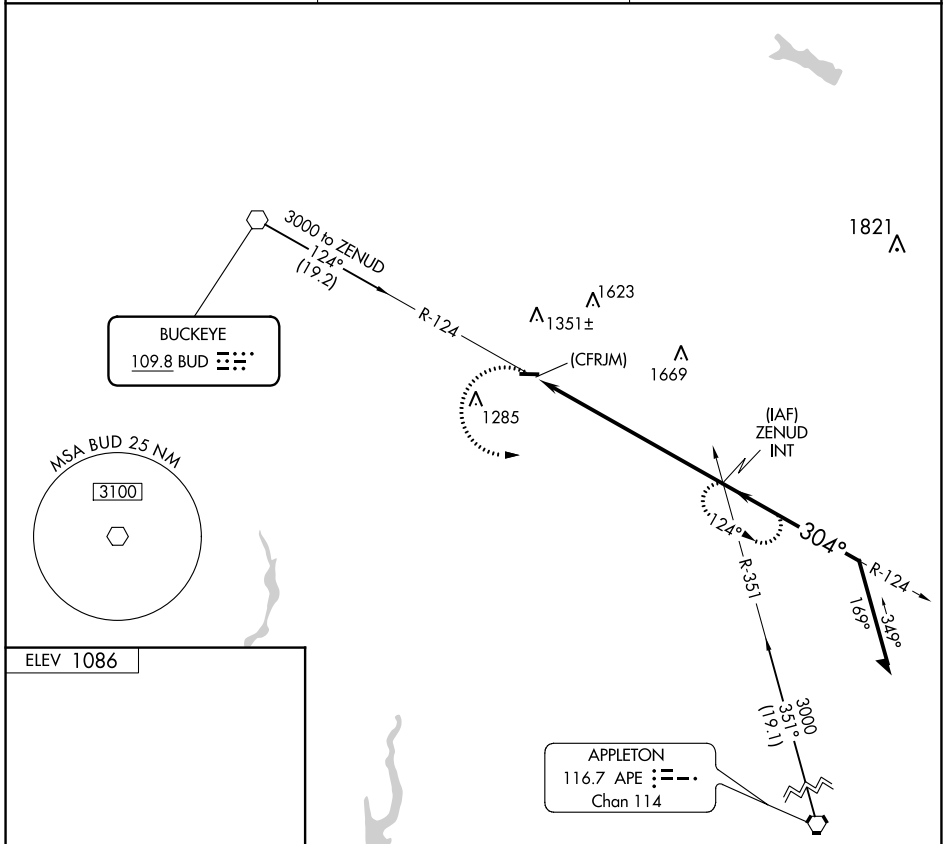 1821
3000 to ZENUD
124°
(19.2)
R-124
1623
1351±
BUCKEYE
109.8 BUD
(CFRJM)
1669
1285
(IAF)
ZENUD
INT
MSA BUD 25 NM
3100
124°
304°
R-124
R-351
169°
349°
ELEV 1086
3000
351°
(19.1)
APPLETON
116.7 APE
Chan 114